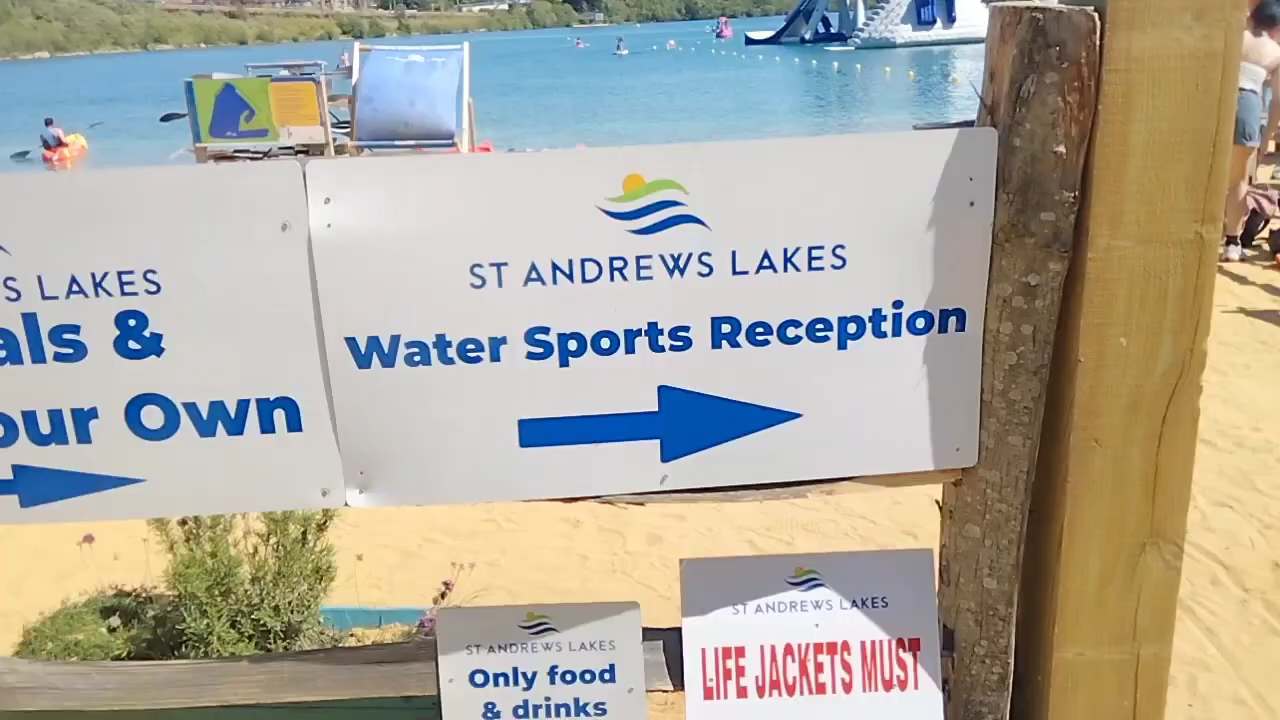 S LAKES
als &
our Own
ST ANDREWS LAKES
Water Sports Reception
ST ANDREWS LAKES
Only food
& drinks
ST ANDREWS LAKES
LIFE JACKETS MUST